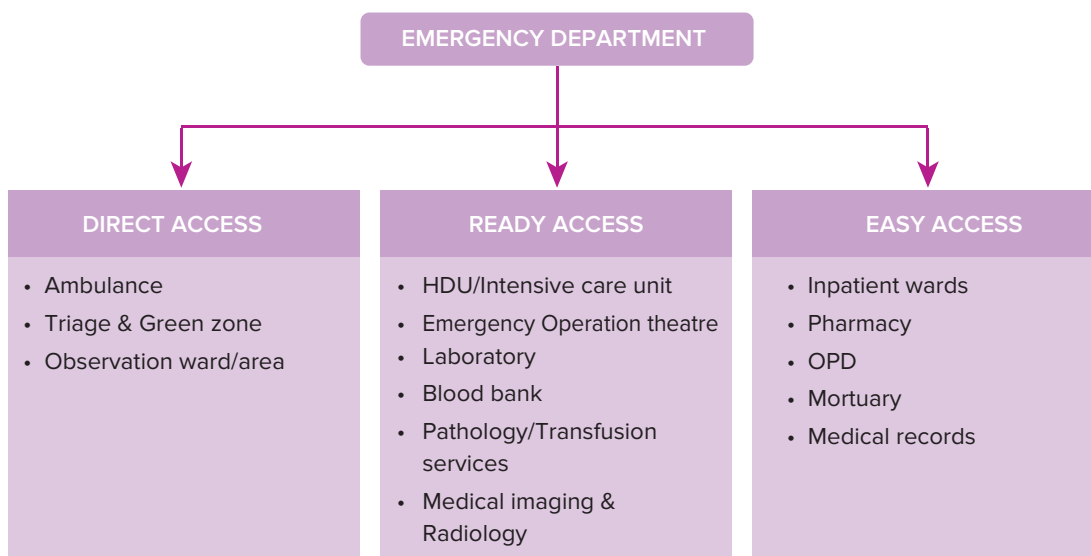 EMERGENCY DEPARTMENT
DIRECT ACCESS
• Ambulance
• Triage & Green zone
• Observation ward/area
READY ACCESS
• HDU/Intensive care unit
• Emergency Operation theatre
• Laboratory
• Blood bank
• Pathology/Transfusion
services
• Medical imaging &
Radiology
EASY ACCESS
• Inpatient wards
• Pharmacy
• OPD
• Mortuary
• Medical records